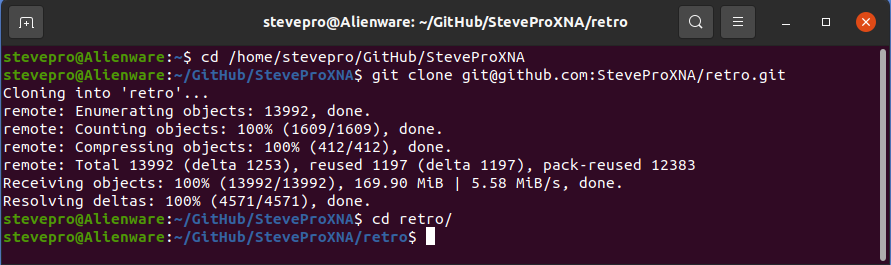 stevepro@Alienware: ~/GitHub/SteveProXNA/retro
stevepro@Alienware:~$ cd /home/stevepro/GitHub/SteveProXNA
stevepro@Alienware:~/GitHub/SteveProXNA$ git clone git@github.com:SteveProXNA/retro.git
Cloning into 'retro'...
remote: Enumerating objects: 13992, done.
remote: Counting objects: 100% (1609/1609), done.
remote: Compressing objects: 100% (412/412), done.
remote: Total 13992 (delta 1253), reused 1197 (delta 1197), pack-reused 12383
Receiving objects: 100% (13992/13992), 169.90 MiB | 5.58 MiB/s, done.
Resolving deltas: 100% (4571/4571), done.
stevepro@Alienware:~/GitHub/SteveProXNA$ cd retro/
stevepro@Alienware:~/GitHub/SteveProXNA/retro$